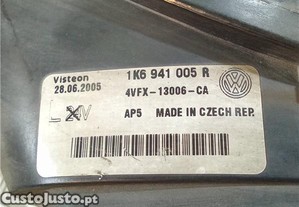 Visteon
28.06.2005
1K6 941 005 R
4VFX-13006-CA
AP5 MADE IN CZECH REP.
CustoJusto.pt